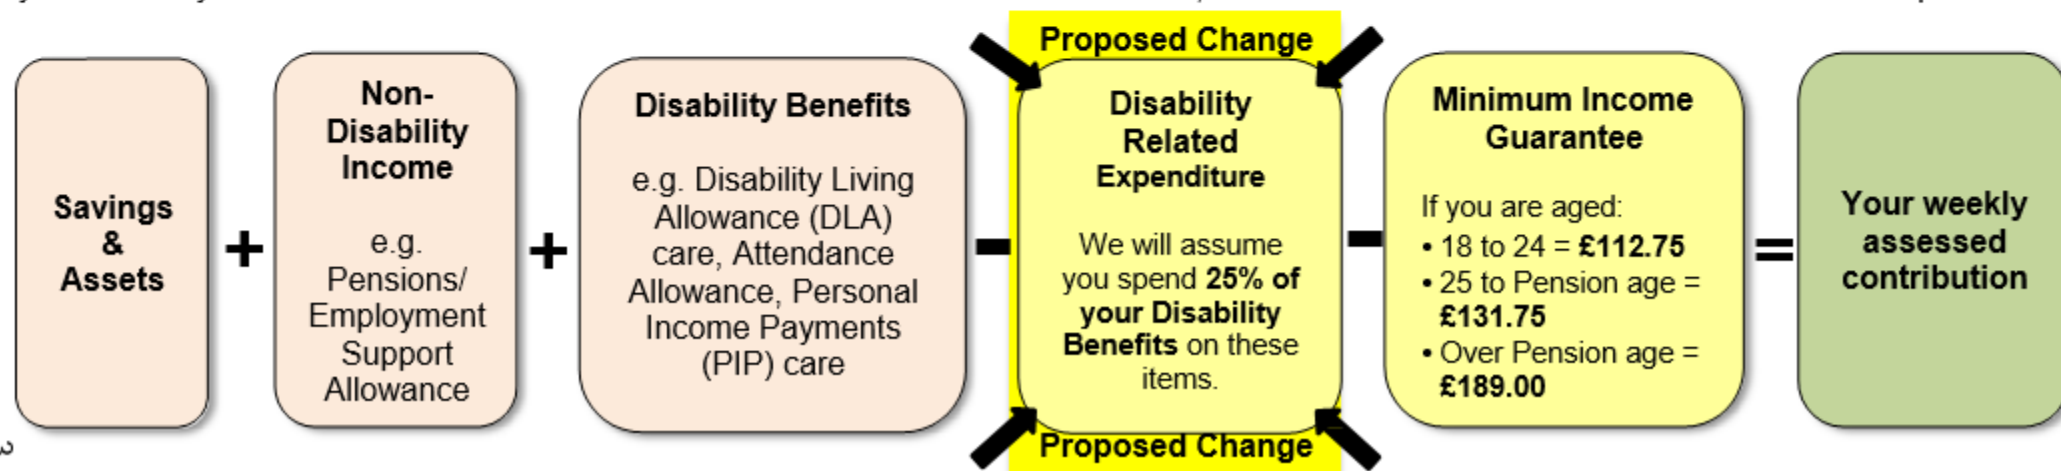 Proposed Change
Savings
&
Assets
+
Non-
Disability
Income
e.g.
Pensions/
Employment
Support
Allowance
+
Disability Benefits
e.g. Disability Living
Allowance (DLA)
care, Attendance
Allowance, Personal
Income Payments
(PIP) care
-
Disability
Related
Expenditure
We will assume
you spend 25% of
your Disability
Benefits on these
items.
-
Minimum Income
Guarantee
If you are aged:
• 18 to 24 = £112.75
• 25 to Pension age =
£131.75
• Over Pension age =
£189.00
=
Your weekly
assessed
contribution
Proposed Change